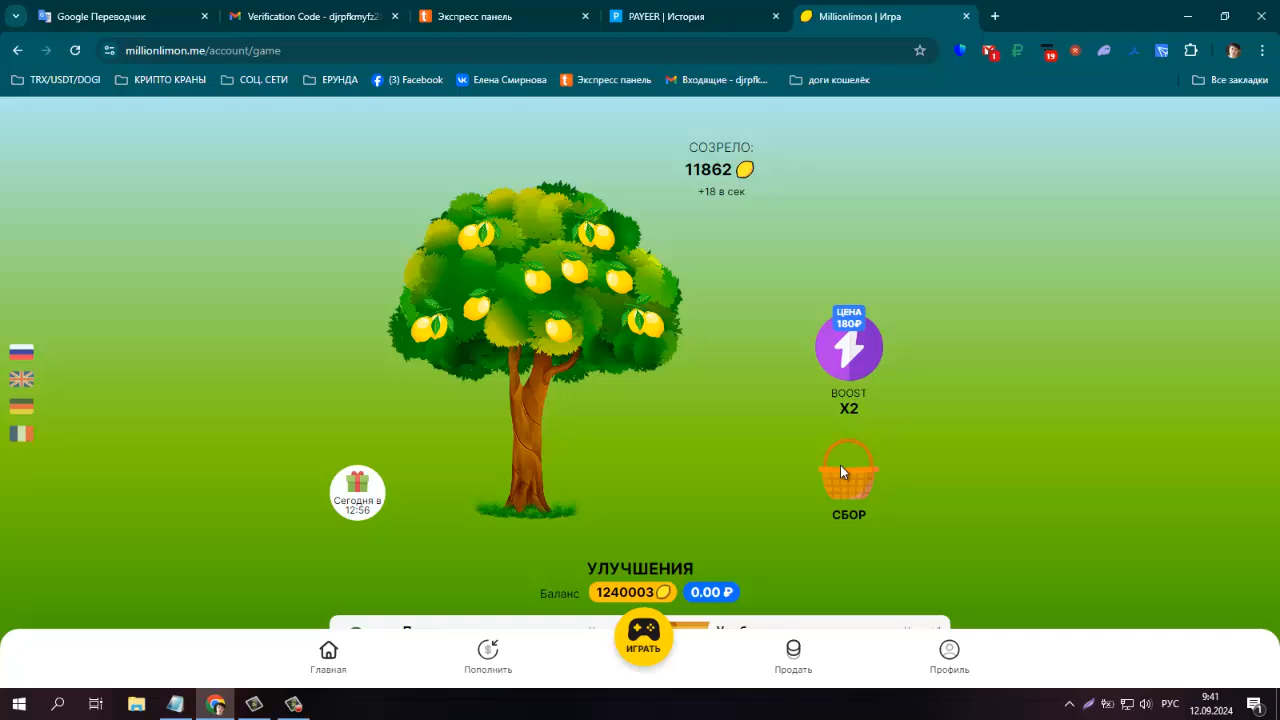 Google Переводчик
Verification Code - djrpfkmyfz2
Экспресс панель
PAYEER | История
Millionlimon | Игра
millionlimon.me/account/game
1
19
TRX/USDT/DOGI
КРИПТО КРАНЫ
СОЦ. СЕТИ
ЕРУНДА
(3) Facebook
Елена Смирнова
Экспресс панель
Входящие - djrpfk...
доги кошелёк
Все закладки
СОЗРЕЛО:
11862
+18 в сек
ЦЕНА
180₽
BOOST
X2
Сегодня в
12:56
СБОР
УЛУЧШЕНИЯ
Баланс
1240003
0.00 ₽
ИГРАТЬ
Главная
Пополнить
Продать
Профиль
РУС
9:41
12.09.2024
1